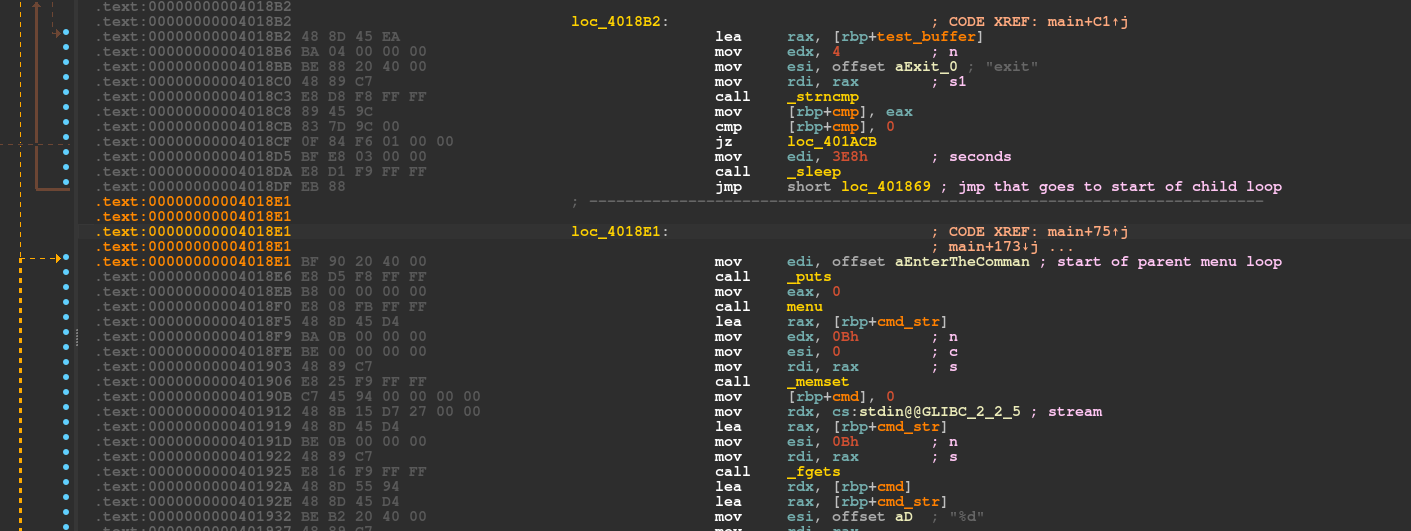 .text:00000000004018B2
.text:00000000004018B2 loc_4018B2: ; CODE XREF: main+C1↑j
.text:00000000004018B2 48 8D 45 EA lea rax, [rbp+test_buffer]
.text:00000000004018B6 BA 04 00 00 00 mov edx, 4 ; n
.text:00000000004018BB BE 88 20 40 00 mov esi, offset aExit_0 ; "exit"
.text:00000000004018C0 48 89 C7 mov rdi, rax ; s1
.text:00000000004018C3 E8 D8 F8 FF FF call _strncmp
.text:00000000004018C8 89 45 9C mov [rbp+cmp], eax
.text:00000000004018CB 83 7D 9C 00 cmp [rbp+cmp], 0
.text:00000000004018CF 0F 84 F6 01 00 00 jz loc_401ACB
.text:00000000004018D5 BF E8 03 00 00 mov edi, 3E8h ; seconds
.text:00000000004018DA E8 D1 F9 FF FF call _sleep
.text:00000000004018DF EB 88 jmp short loc_401869 ; jmp that goes to start of child loop
.text:00000000004018E1 ; ---------------------------------------------------------------------------
.text:00000000004018E1
.text:00000000004018E1 loc_4018E1: ; CODE XREF: main+75↑j
.text:00000000004018E1 ; main+173↓j ...
.text:00000000004018E1 BF 90 20 40 00 mov edi, offset aEnterTheComman ; start of parent menu loop
.text:00000000004018E6 E8 D5 F8 FF FF call _puts
.text:00000000004018EB B8 00 00 00 00 mov eax, 0
.text:00000000004018F0 E8 08 FB FF FF call menu
.text:00000000004018F5 48 8D 45 D4 lea rax, [rbp+cmd_str]
.text:00000000004018F9 BA 0B 00 00 00 mov edx, 0Bh ; n
.text:00000000004018FE BE 00 00 00 00 mov esi, 0 ; c
.text:0000000000401903 48 89 C7 mov rdi, rax ; s
.text:0000000000401906 E8 25 F9 FF FF call _memset
.text:000000000040190B C7 45 94 00 00 00 00 mov [rbp+cmd], 0
.text:0000000000401912 48 8B 15 D7 27 00 00 mov rdx, cs:stdin@@GLIBC_2_2_5 ; stream
.text:0000000000401919 48 8D 45 D4 lea rax, [rbp+cmd_str]
.text:000000000040191D BE 0B 00 00 00 mov esi, 0Bh ; n
.text:0000000000401922 48 89 C7 mov rdi, rax ; s
.text:0000000000401925 E8 16 F9 FF FF call _fgets
.text:000000000040192A 48 8D 55 94 lea rdx, [rbp+cmd]
.text:000000000040192E 48 8D 45 D4 lea rax, [rbp+cmd_str]
.text:0000000000401932 BE B2 20 40 00 mov esi, offset aD ; "%d"
.text:0000000000401937 48 89 C7 mov rdi, rax